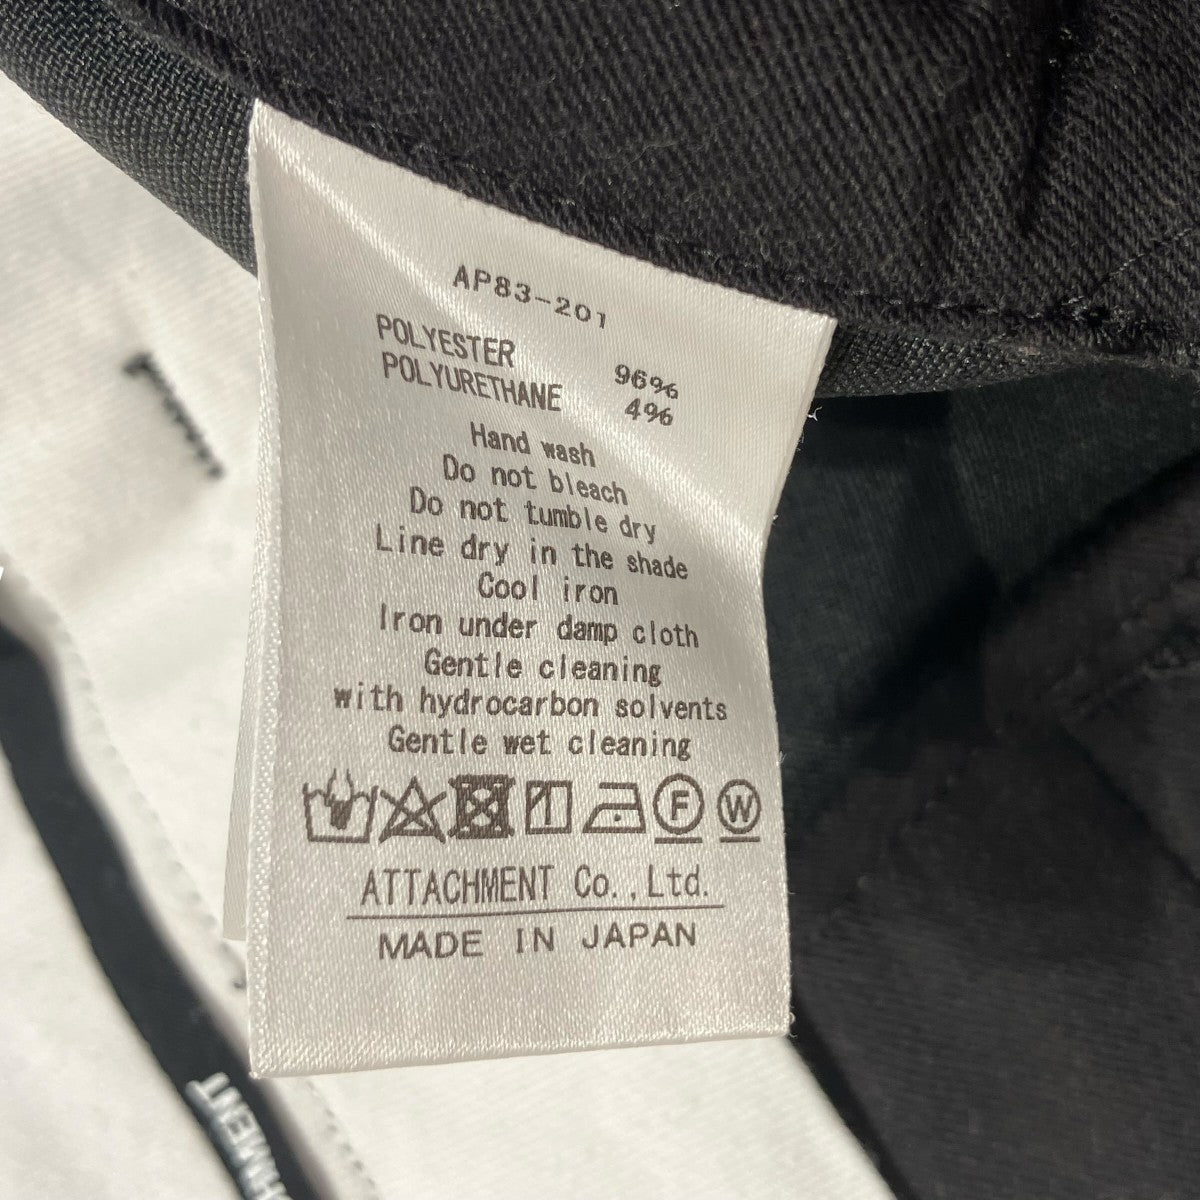 AP83-201
POLYESTER 96%
POLYURETHANE 4%
Hand wash
Do not bleach
Do not tumble dry
Line dry in the shade
Cool iron
Iron under damp cloth
Gentle cleaning
with hydrocarbon solvents
Gentle wet cleaning
F W
ATTACHMENT Co.,Ltd.
MADE IN JAPAN
HMENT